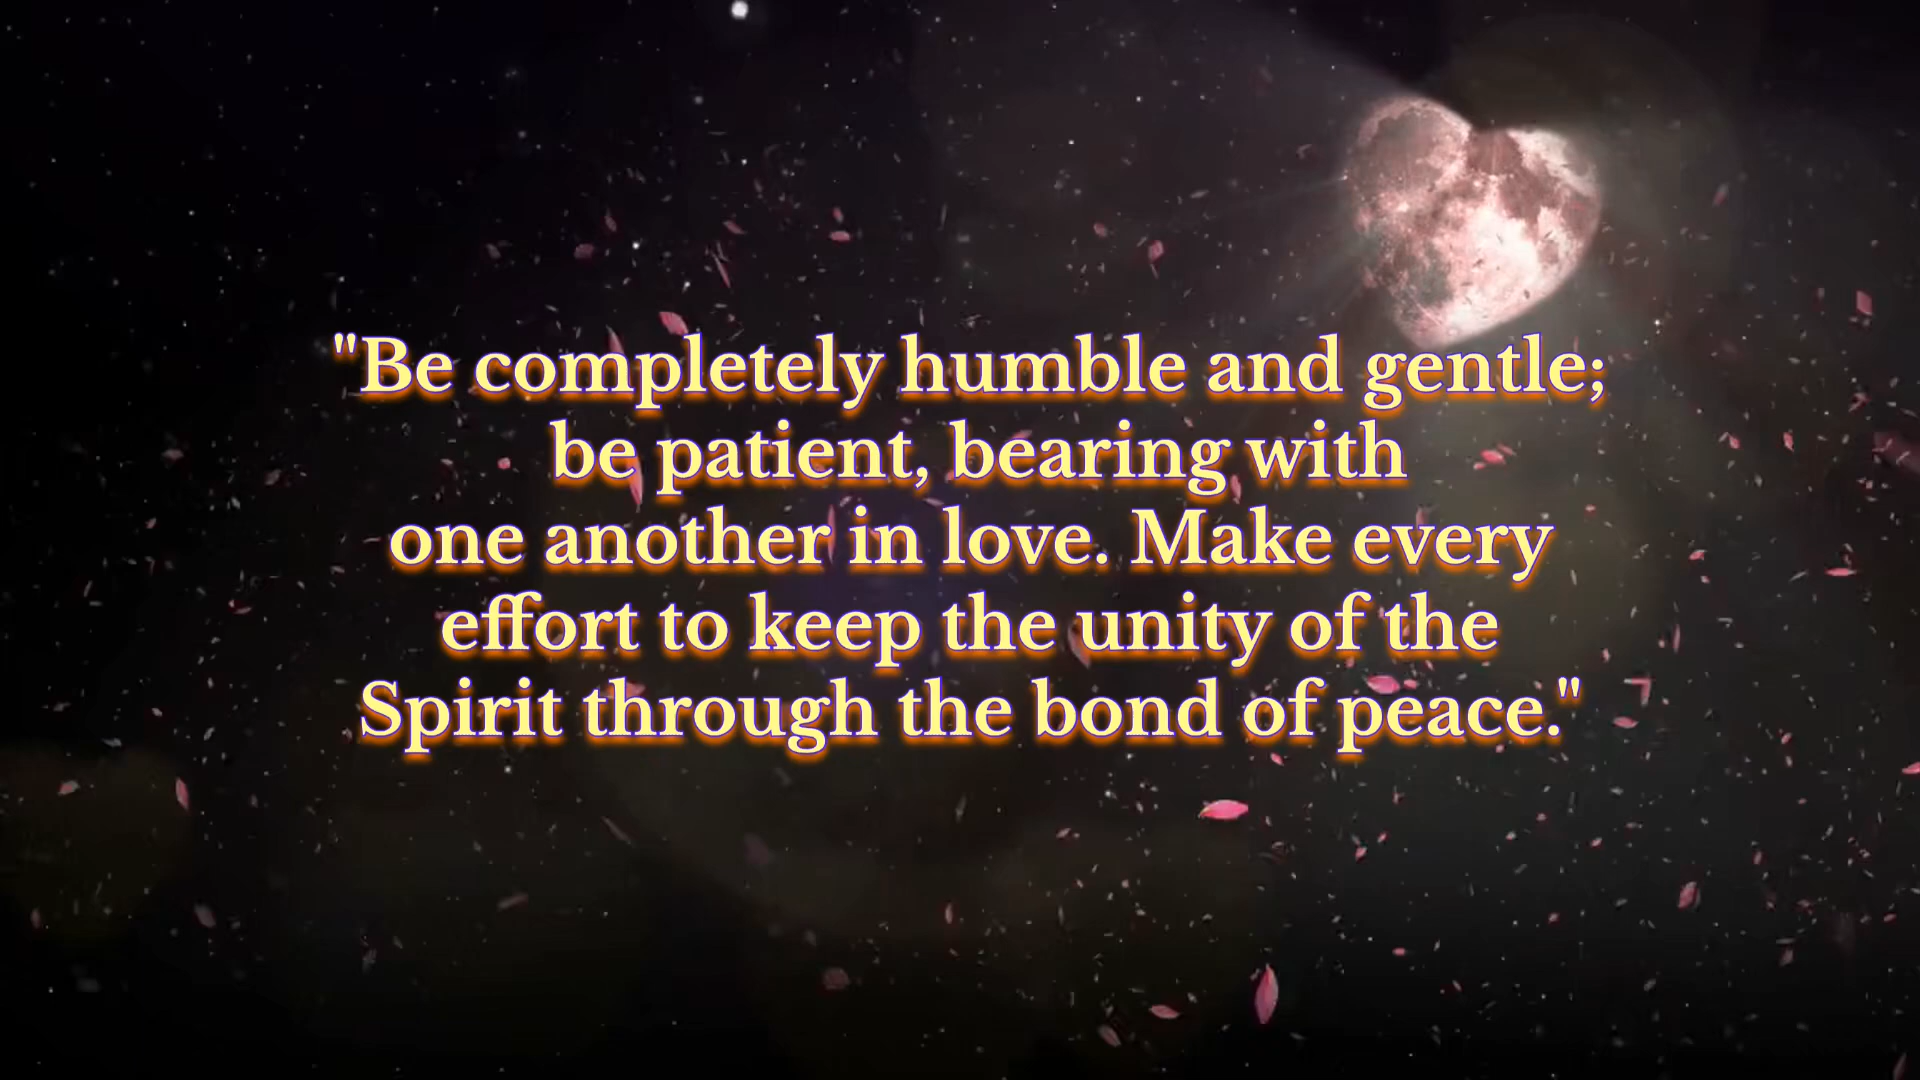 "Be completely humble and gentle;
be patient, bearing with
one another in love. Make every
effort to keep the unity of the
Spirit through the bond of peace."